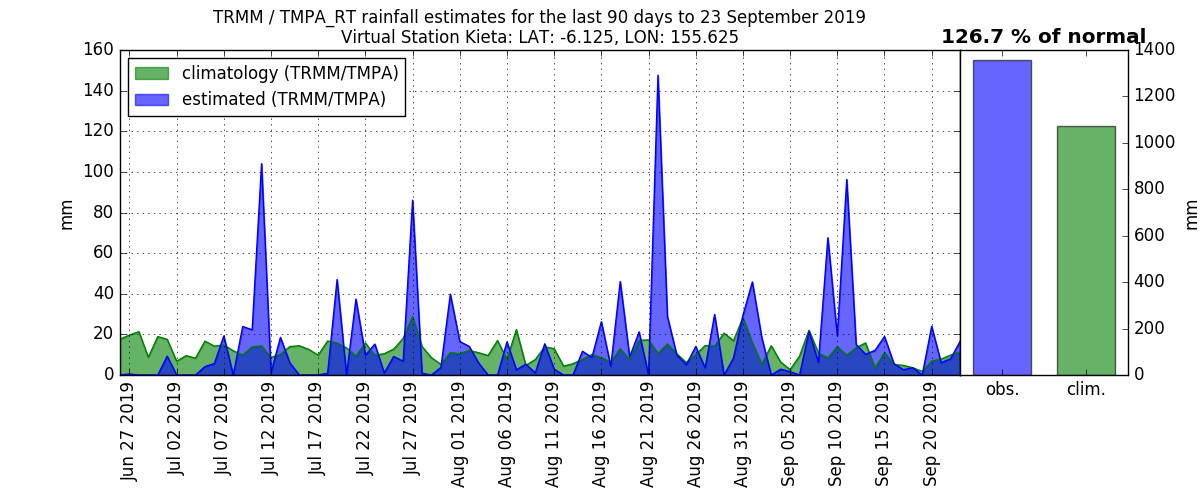 TRMM / TMPA_RT rainfall estimates for the last 90 days to 23 September 2019
Virtual Station Kieta: LAT: -6.125, LON: 155.625
126.7 % of normal
climatology (TRMM/TMPA)
estimated (TRMM/TMPA)
160
140
120
100
80
60
40
20
0
mm
Jun 27 2019
Jul 02 2019
Jul 07 2019
Jul 12 2019
Jul 17 2019
Jul 22 2019
Jul 27 2019
Aug 01 2019
Aug 06 2019
Aug 11 2019
Aug 16 2019
Aug 21 2019
Aug 26 2019
Aug 31 2019
Sep 05 2019
Sep 10 2019
Sep 15 2019
Sep 20 2019
1400
1200
1000
800
600
400
200
0
mm
obs.
clim.